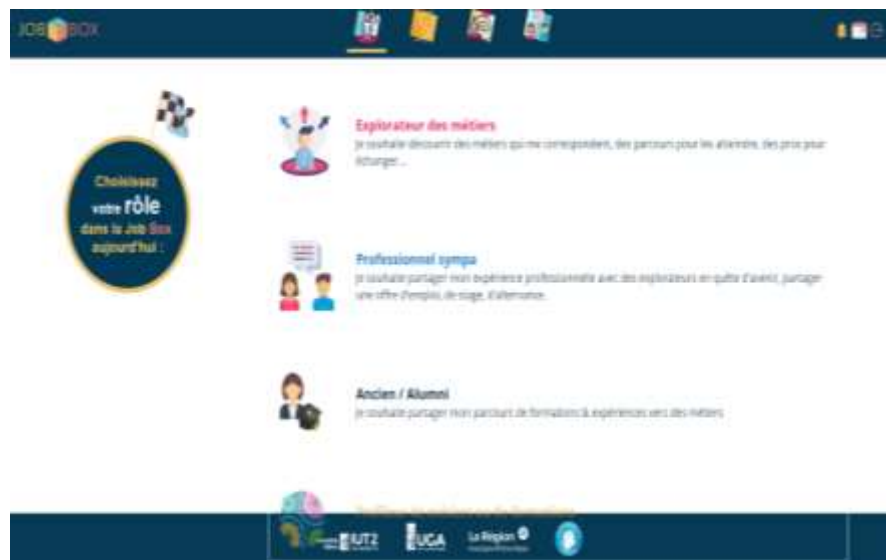 JOB BOX
Choisissez
votre rôle
dans la Job Box
aujourd'hui :
Explorateur des métiers
Je souhaite découvrir des métiers qui me correspondent, des parcours pour les atteindre, des pros pour
échanger ...
Professionnel sympa
Je souhaite partager mon expérience professionnelle avec des explorateurs en quête d'avenir, partager
une offre d'emploi, de stage, d'alternance.
Ancien / Alumni
Je souhaite partager mon parcours de formations & expériences vers des métiers
IUT2
UGA
La Région